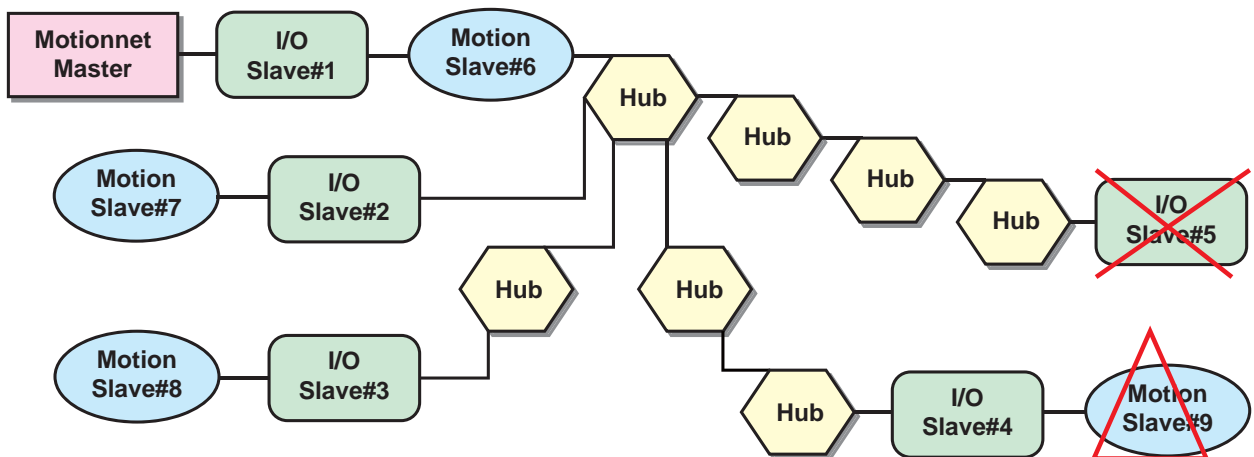 Motionnet
Master
I/O
Slave#1
Motion
Slave#6
Hub
Hub
Hub
Hub
I/O
Slave#5
Motion
Slave#7
I/O
Slave#2
Hub
Hub
Motion
Slave#8
I/O
Slave#3
Hub
I/O
Slave#4
Motion
Slave#9